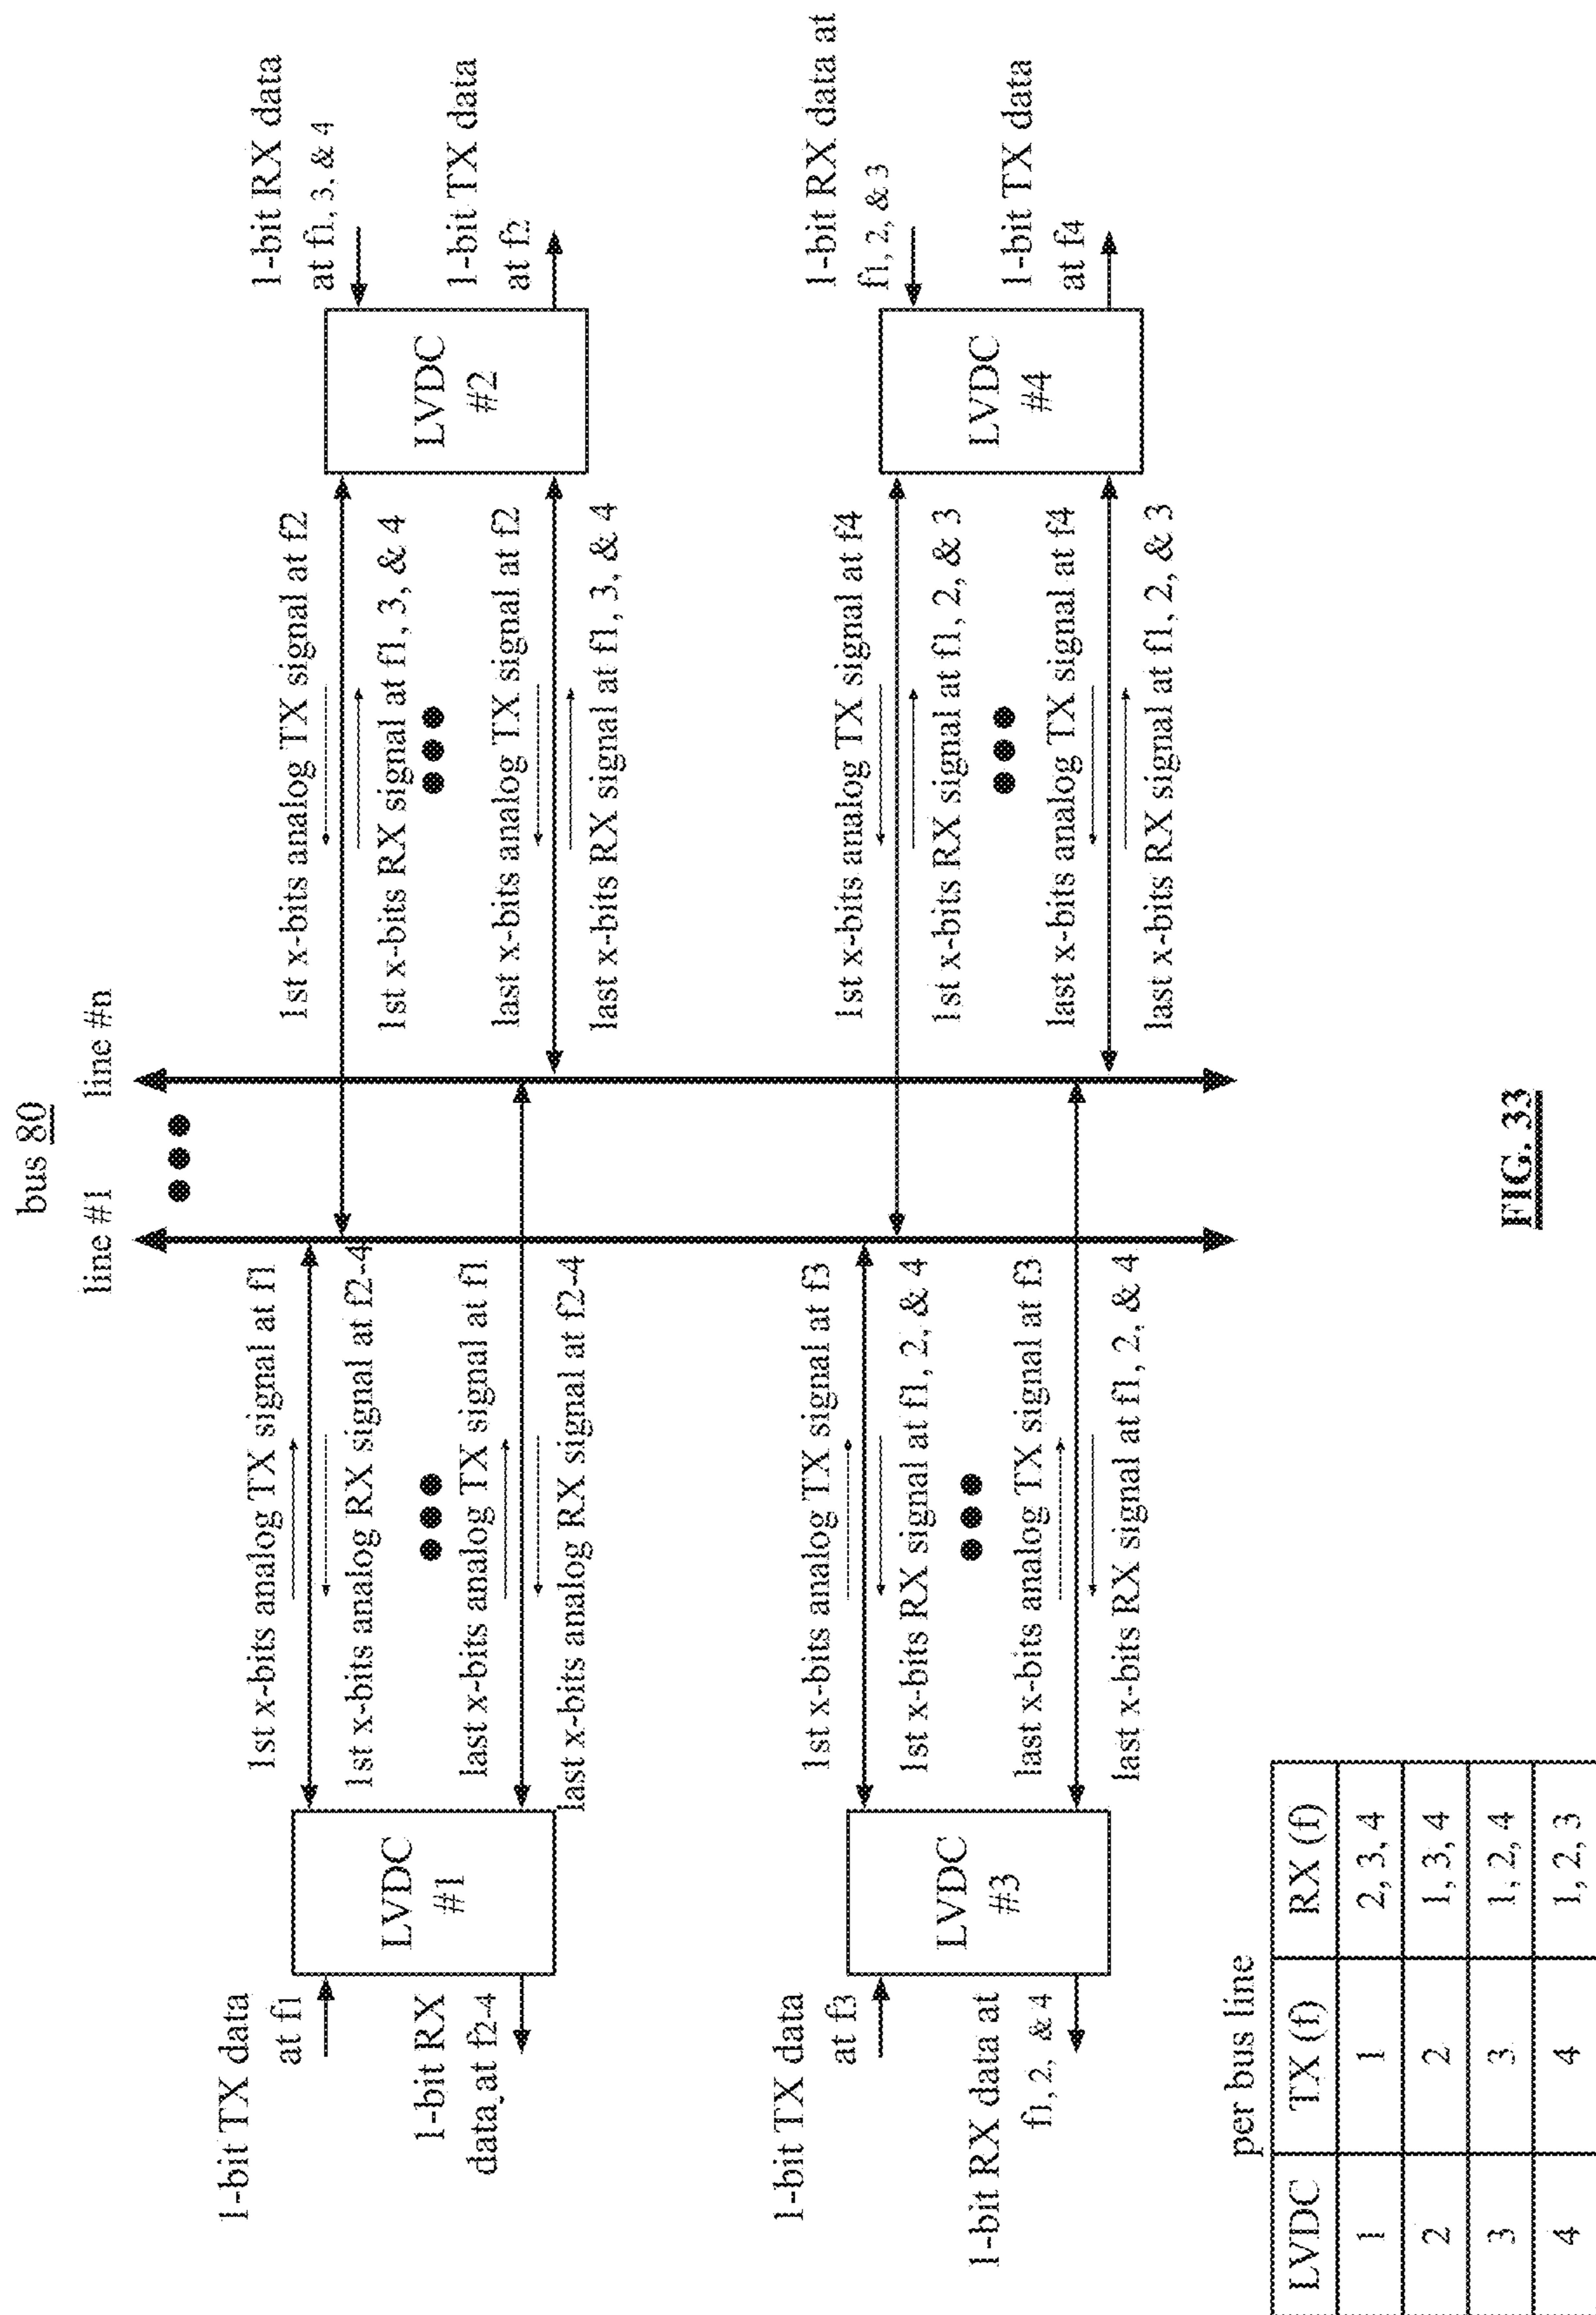 bus 80
line #1
line #n
1-bit TX data
at f1
1-bit RX
data at f2-4
LVDC
#1
1st x-bits analog TX signal at f1
1st x-bits analog RX signal at f2-4
last x-bits analog TX signal at f1
last x-bits analog RX signal at f2-4
1st x-bits analog TX signal at f2
1st x-bits RX signal at f1, 3, & 4
last x-bits analog TX signal at f2
last x-bits RX signal at f1, 3, & 4
LVDC
#2
1-bit RX data
at f1, 3, & 4
1-bit TX data
at f2
1-bit TX data
at f3
1-bit RX data at
f1, 2, & 4
LVDC
#3
1st x-bits analog TX signal at f3
1st x-bits RX signal at f1, 2, & 4
last x-bits analog TX signal at f3
last x-bits RX signal at f1, 2, & 4
1st x-bits analog TX signal at f4
1st x-bits RX signal at f1, 2, & 3
last x-bits analog TX signal at f4
last x-bits RX signal at f1, 2, & 3
LVDC
#4
1-bit RX data at
f1, 2, & 3
1-bit TX data
at f4
per bus line
LVDC TX (f) RX (f)
1 1 2, 3, 4
2 2 1, 3, 4
3 3 1, 2, 4
4 4 1, 2, 3
FIG. 33